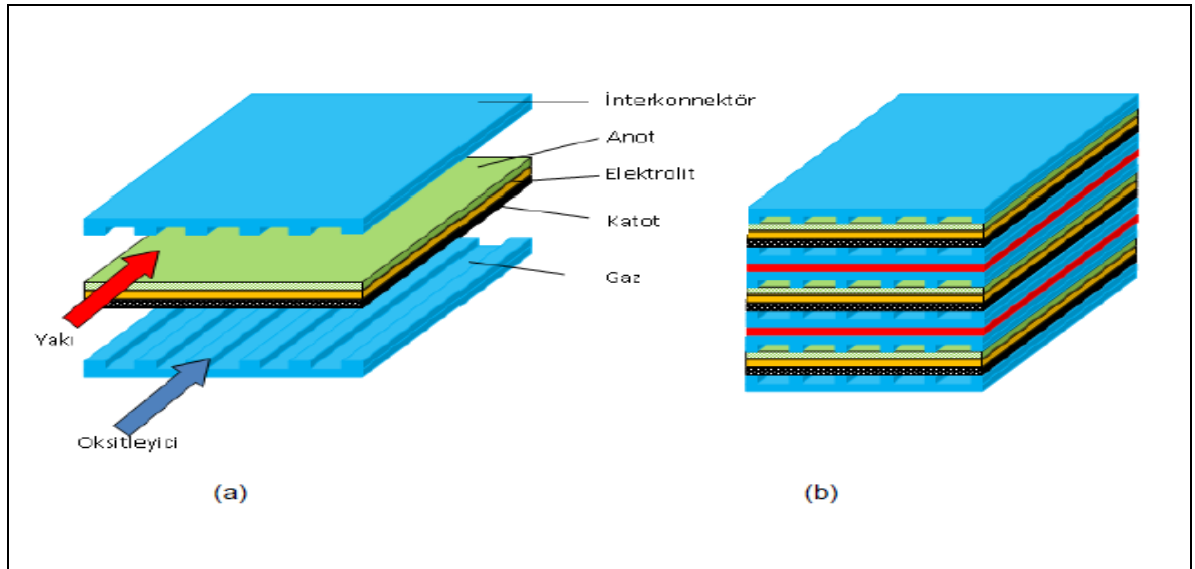 İnterkonnektör
Anot
Elektrolit
Katot
Gaz
Yakı
Oksitleyici
(a)
(b)